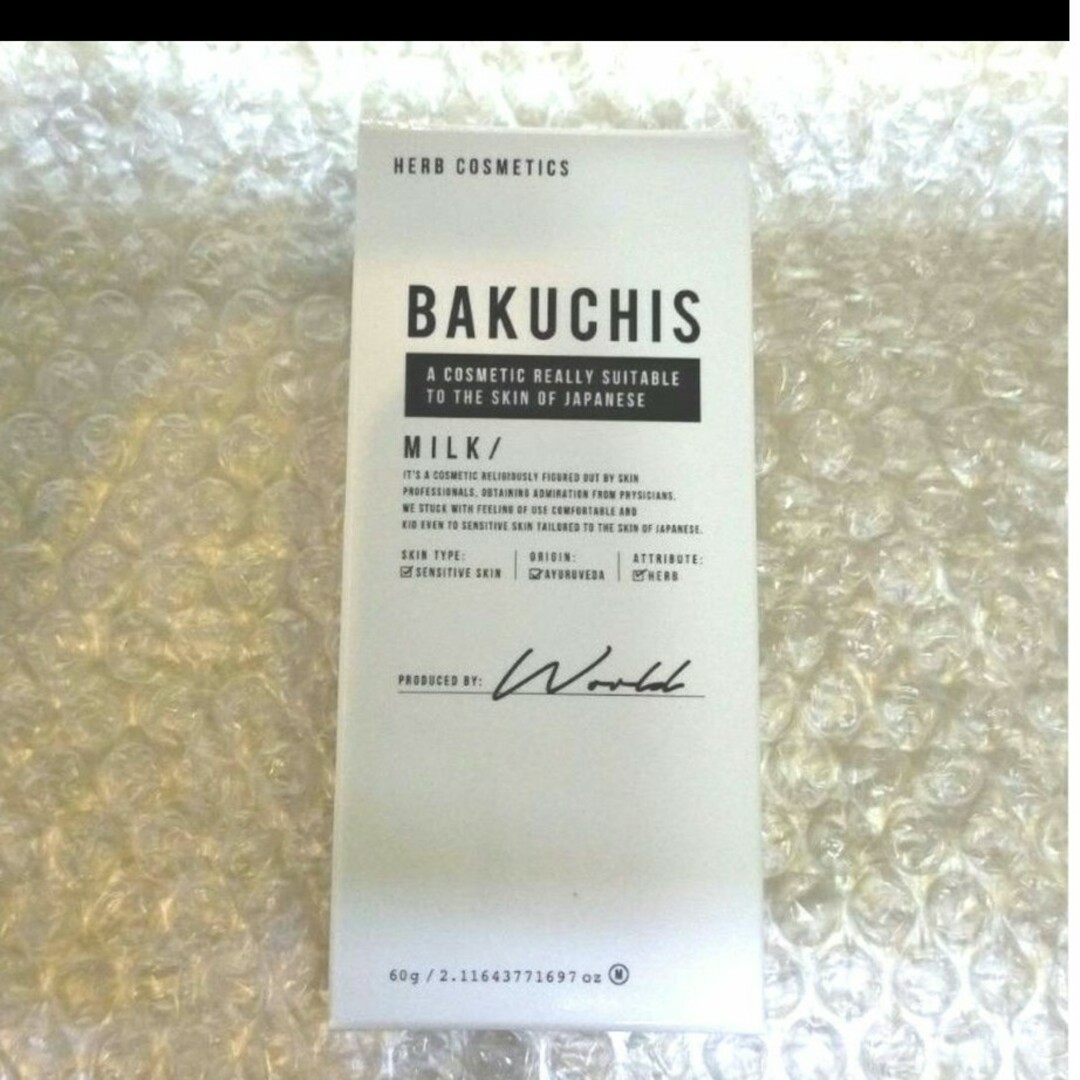 HERB COSMETICS
BAKUCHIS
A COSMETIC REALLY SUITABLE
TO THE SKIN OF JAPANESE
MILK/
IT'S A COSMETIC RELIGIOUSLY FIGURED OUT BY SKIN
PROFESSIONALS, OBTAINING ADMIRATION FROM PHYSICIANS.
WE STUCK WITH FEELING OF USE COMFORTABLE AND
KID EVEN TO SENSITIVE SKIN TAILORED TO THE SKIN OF JAPANESE.
SKIN TYPE: ORIGIN: ATTRIBUTE:
SENSITIVE SKIN AYURUVEDA HERB
PRODUCED BY: World
60g / 2.11643771697 oz M